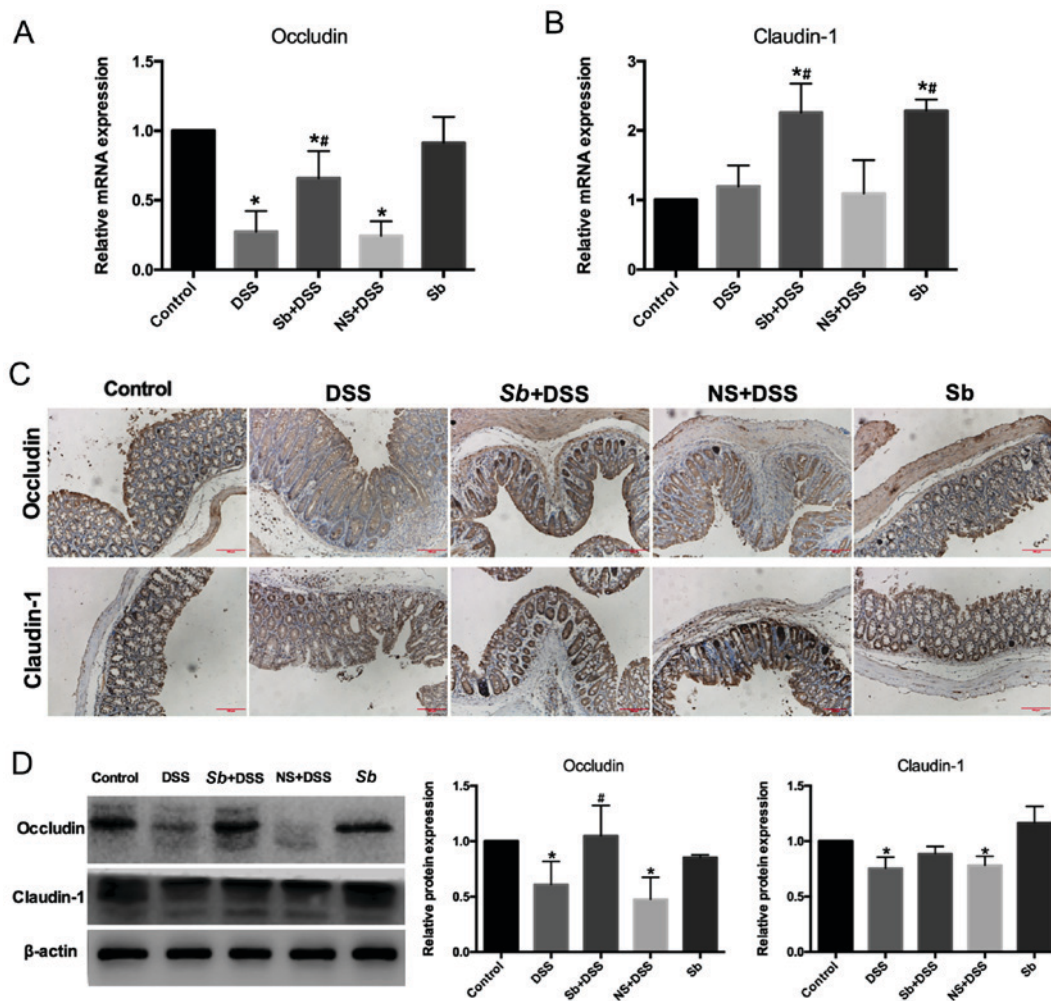 A
Occludin
Relative mRNA expression
1.5
1.0
0.5
0.0
*
*#
*
Control
DSS
Sb+DSS
NS+DSS
Sb
B
Claudin-1
Relative mRNA expression
3
2
1
0
*#
*#
Control
DSS
Sb+DSS
NS+DSS
Sb
C
Control DSS Sb+DSS NS+DSS Sb
Occludin
Claudin-1
D
Control DSS Sb+DSS NS+DSS Sb
Occludin
Claudin-1
β-actin
Occludin
Relative protein expression
1.5
1.0
0.5
0.0
*
#
*
Control
DSS
Sb+DSS
NS+DSS
Sb
Claudin-1
Relative protein expression
1.5
1.0
0.5
0.0
*
*
Control
DSS
Sb+DSS
NS+DSS
Sb